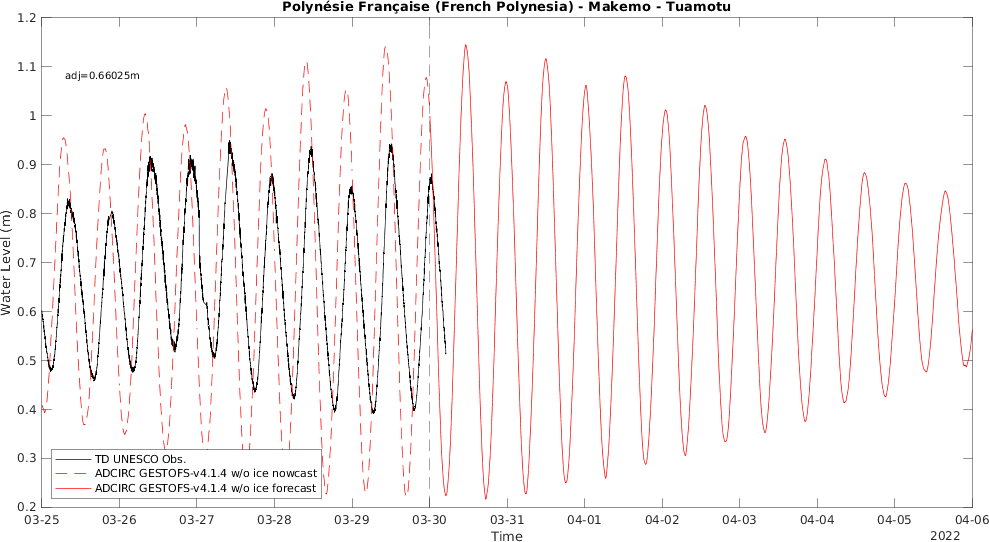 Polynésie Française (French Polynesia) - Makemo - Tuamotu
1.2
1.1
1
0.9
0.8
0.7
0.6
0.5
0.4
0.3
0.2
Water Level (m)
adj=0.66025m
TD UNESCO Obs.
ADCIRC GESTOFS-v4.1.4 w/o ice nowcast
ADCIRC GESTOFS-v4.1.4 w/o ice forecast
03-25 03-26 03-27 03-28 03-29 03-30 03-31 04-01 04-02 04-03 04-04 04-05 04-06
Time
2022